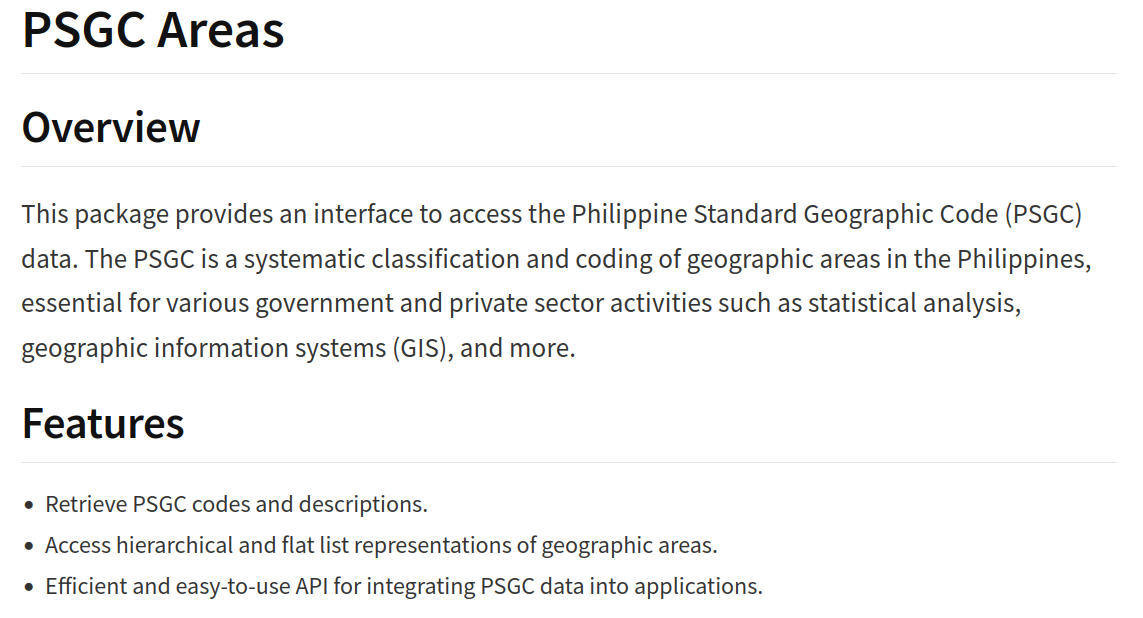 PSGC Areas
Overview
This package provides an interface to access the Philippine Standard Geographic Code (PSGC)
data. The PSGC is a systematic classification and coding of geographic areas in the Philippines,
essential for various government and private sector activities such as statistical analysis,
geographic information systems (GIS), and more.
Features
• Retrieve PSGC codes and descriptions.
• Access hierarchical and flat list representations of geographic areas.
• Efficient and easy-to-use API for integrating PSGC data into applications.